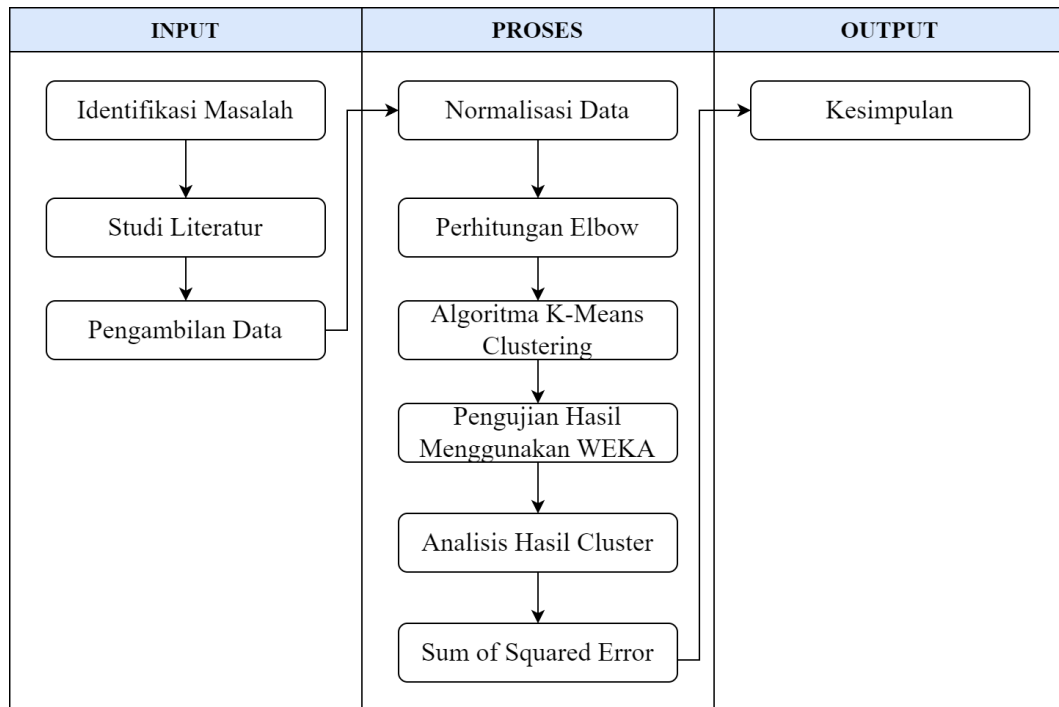 INPUT
PROSES
OUTPUT
Identifikasi Masalah
Studi Literatur
Pengambilan Data
Normalisasi Data
Perhitungan Elbow
Algoritma K-Means
Clustering
Pengujian Hasil
Menggunakan WEKA
Analisis Hasil Cluster
Sum of Squared Error
Kesimpulan